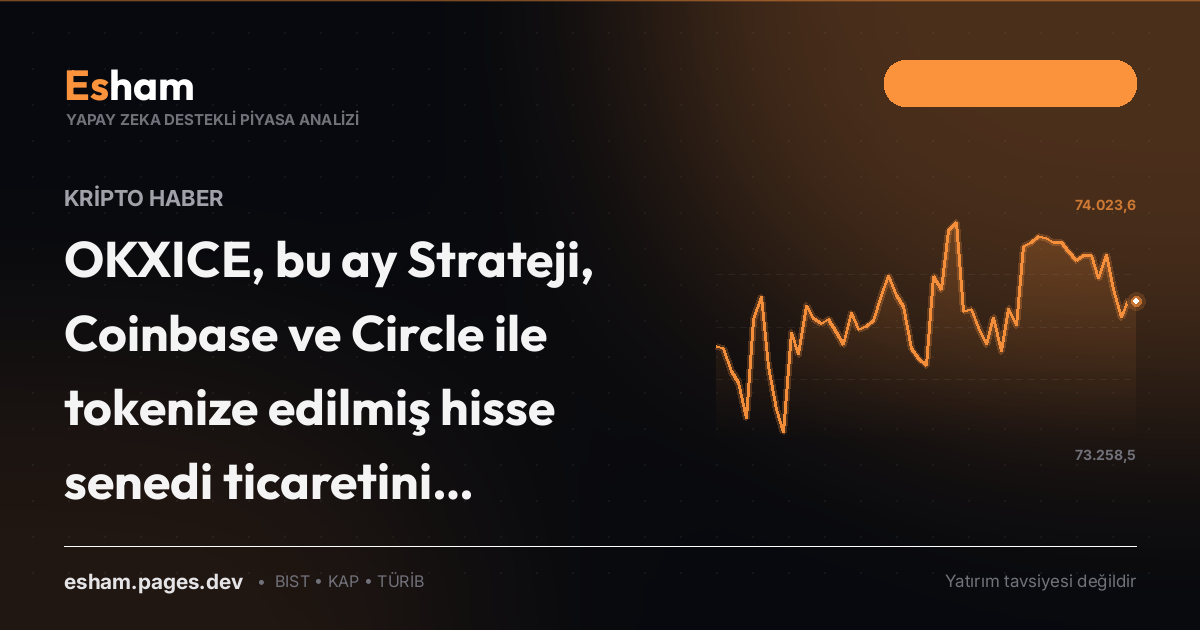 Esham
YAPAY ZEKA DESTEKLİ PİYASA ANALİZİ
KRİPTO HABER
OKXICE, bu ay Strateji,
Coinbase ve Circle ile
tokenize edilmiş hisse
senedi ticaretini...
74.023,6
73.258,5
esham.pages.dev • BIST • KAP • TÜRİB
Yatırım tavsiyesi değildir